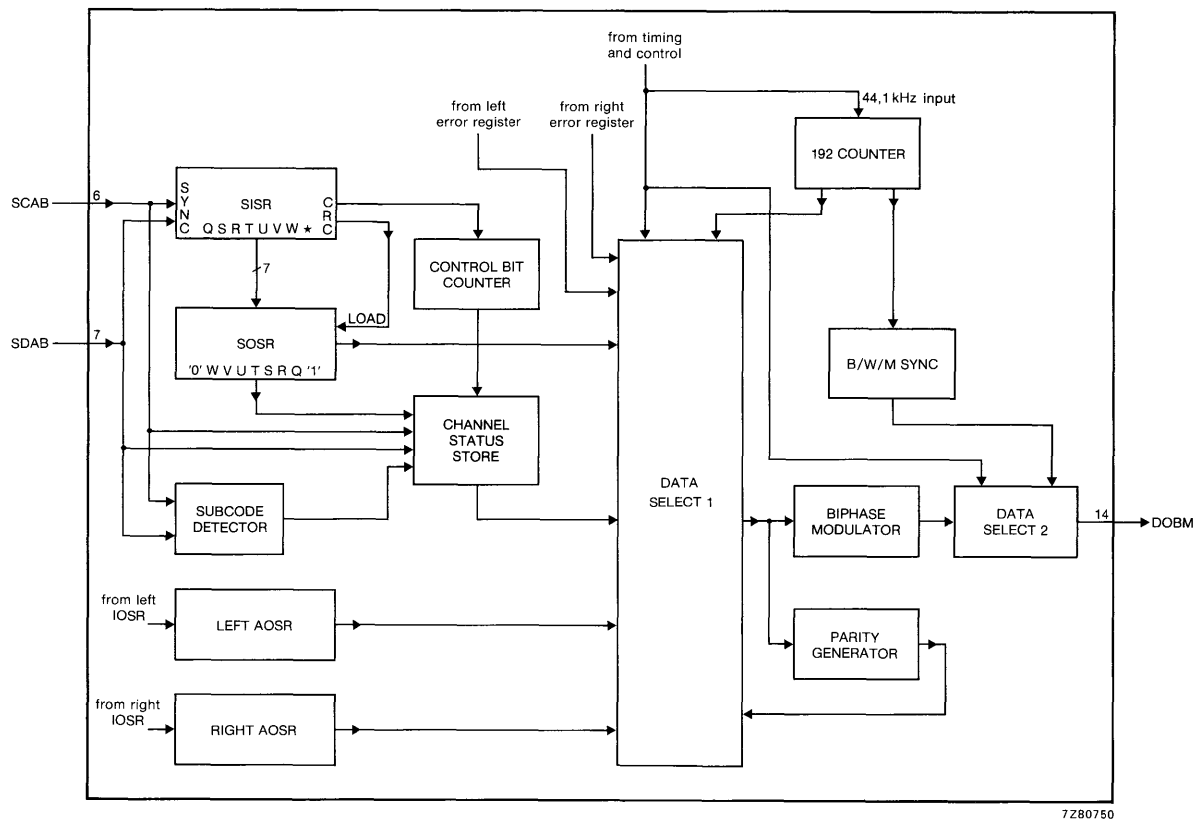 from timing
and control
44,1 kHz input
from left
error register
from right
error register
192 COUNTER
SCAB
6
SYNC
SISR
CRC
Q S R T U V W *
7
CONTROL BIT
COUNTER
LOAD
SDAB
7
SOSR
'0' W V U T S R Q '1'
B/W/M SYNC
CHANNEL
STATUS
STORE
DATA
SELECT 1
SUBCODE
DETECTOR
BIPHASE
MODULATOR
DATA
SELECT 2
14
DOBM
from left
IOSR
LEFT AOSR
PARITY
GENERATOR
from right
IOSR
RIGHT AOSR
7Z80750